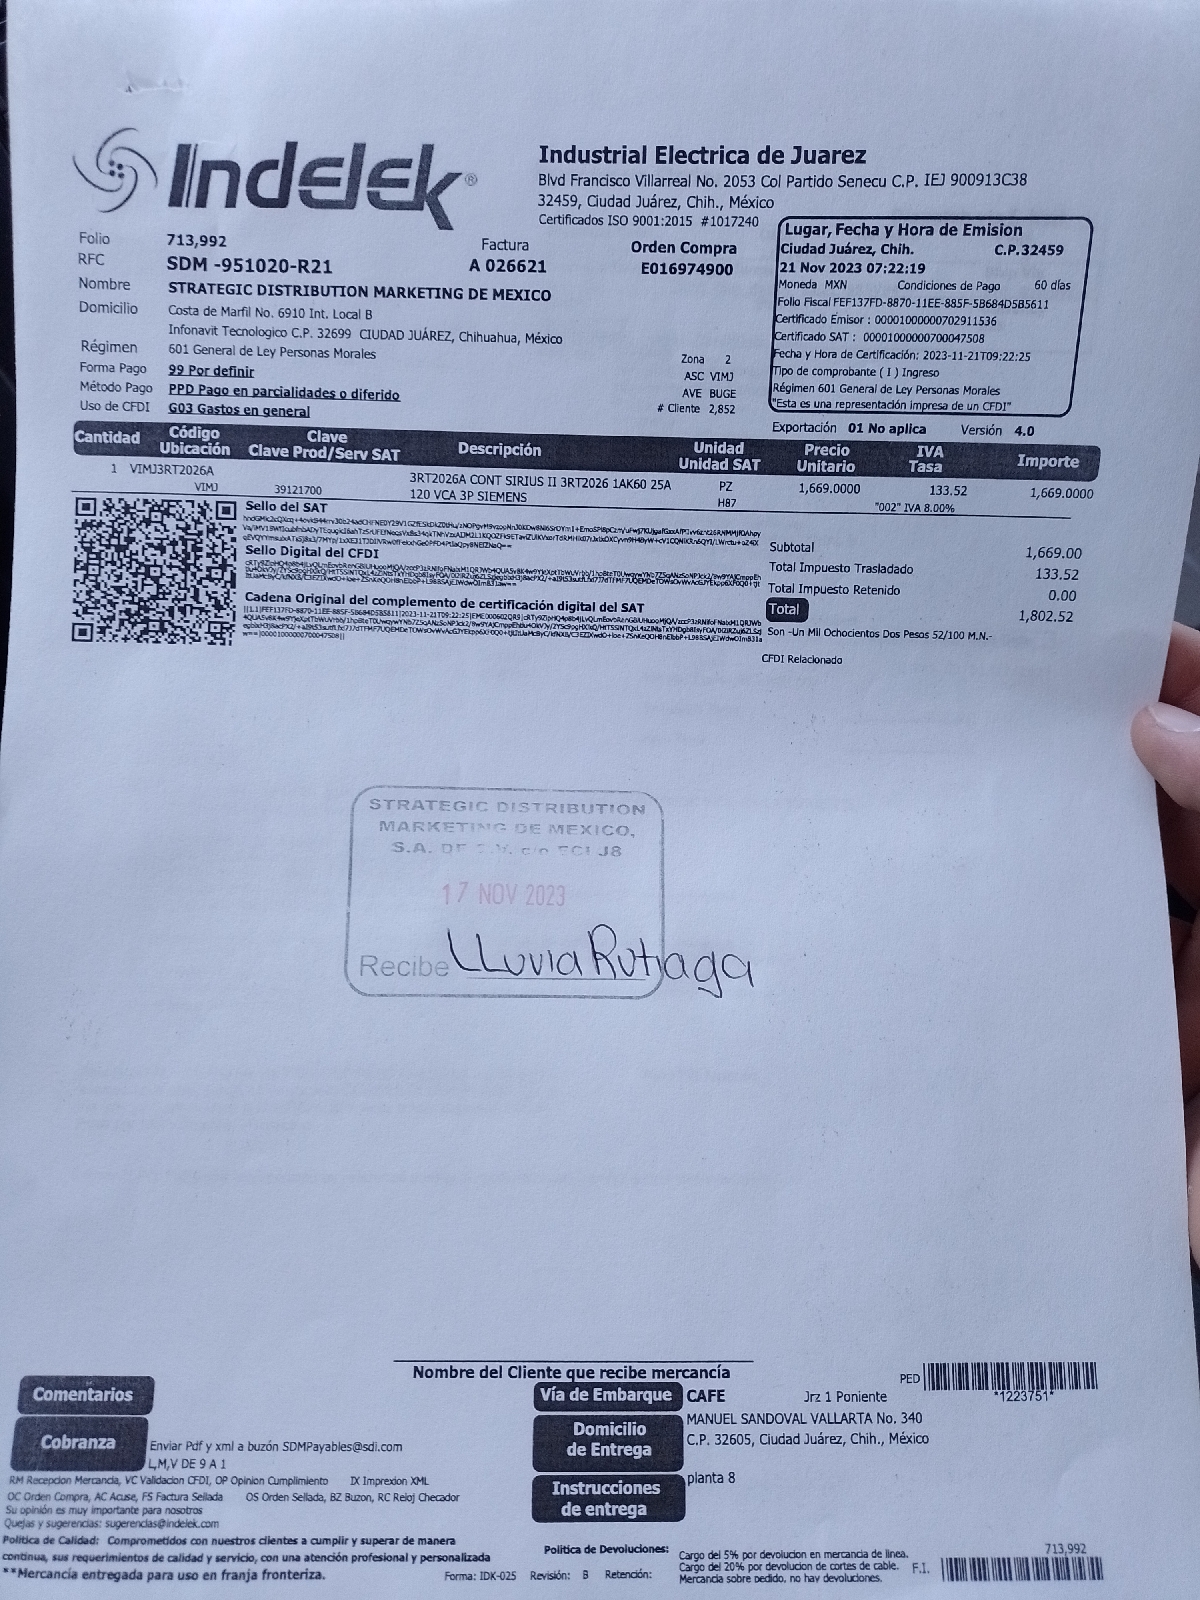 Indelek®
Industrial Electrica de Juarez
Blvd Francisco Villarreal No. 2053 Col Partido Senecu C.P. IEJ 900913C38
32459, Ciudad Juárez, Chih., México
Certificados ISO 9001:2015 #1017240
Folio 713,992
Factura
A 026621
Orden Compra
E016974900
RFC SDM -951020-R21
Nombre STRATEGIC DISTRIBUTION MARKETING DE MEXICO
Domicilio Costa de Marfil No. 6910 Int. Local B
Infonavit Tecnologico C.P. 32699 CIUDAD JUÁREZ, Chihuahua, México
Régimen 601 General de Ley Personas Morales
Forma Pago 99 Por definir
Método Pago PPD Pago en parcialidades o diferido
Uso de CFDI G03 Gastos en general
Zona 2
ASC VIMJ
AVE BUGE
# Cliente 2,852
Lugar, Fecha y Hora de Emision
Ciudad Juárez, Chih. C.P.32459
21 Nov 2023 07:22:19
Moneda MXN Condiciones de Pago 60 días
Folio Fiscal FEF137FD-8870-11EE-885F-5B684D5B5611
Certificado Emisor : 00001000000702911536
Certificado SAT : 00001000000700047508
Fecha y Hora de Certificación: 2023-11-21T09:22:25
Tipo de comprobante ( I ) Ingreso
Régimen 601 General de Ley Personas Morales
"Esta es una representación impresa de un CFDI"
Exportación 01 No aplica Versión 4.0
Cantidad Código Ubicación Clave Clave Prod/Serv SAT Descripción Unidad Unidad SAT Precio Unitario IVA Tasa Importe
1 VIMJ3RT2026A 3RT2026A CONT SIRIUS II 3RT2026 1AK60 25A PZ 1,669.0000 133.52 1,669.0000
VIMJ 39121700 120 VCA 3P SIEMENS H87 "002" IVA 8.00%
Sello del SAT
Sello Digital del CFDI
Cadena Original del complemento de certificación digital del SAT
Subtotal 1,669.00
Total Impuesto Trasladado 133.52
Total Impuesto Retenido 0.00
Total 1,802.52
Son -Un Mil Ochocientos Dos Pesos 52/100 M.N.-
CFDI Relacionado
STRATEGIC DISTRIBUTION
MARKETING DE MEXICO,
S.A. DE C.V. c/o ECI J8
17 NOV 2023
Recibe LLuvia Rutiaga
Nombre del Cliente que recibe mercancía
Comentarios
Vía de Embarque CAFE Jrz 1 Poniente
PED
*1223751*
Cobranza
Enviar Pdf y xml a buzón SDMPayables@sdi.com
L,M,V DE 9 A 1
Domicilio de Entrega
MANUEL SANDOVAL VALLARTA No. 340
C.P. 32605, Ciudad Juárez, Chih., México
Instrucciones de entrega
planta 8
RM Recepcion Mercancia, VC Validacion CFDI, OP Opinion Cumplimiento IX Imprexion XML
OC Orden Compra, AC Acuse, FS Factura Sellada OS Orden Sellada, BZ Buzon, RC Reloj Checador
Su opinión es muy importante para nosotros
Quejas y sugerencias: sugerencias@indelek.com
Politica de Calidad: Comprometidos con nuestros clientes a cumplir y superar de manera
continua, sus requerimientos de calidad y servicio, con una atención profesional y personalizada
**Mercancía entregada para uso en franja fronteriza.
Forma: IDK-025 Revisión: B Retención:
Politica de Devoluciones:
Cargo del 5% por devolucion en mercancia de linea.
Cargo del 20% por devolucion de cortes de cable.
Mercancia sobre pedido, no hay devoluciones.
F.I.
713,992